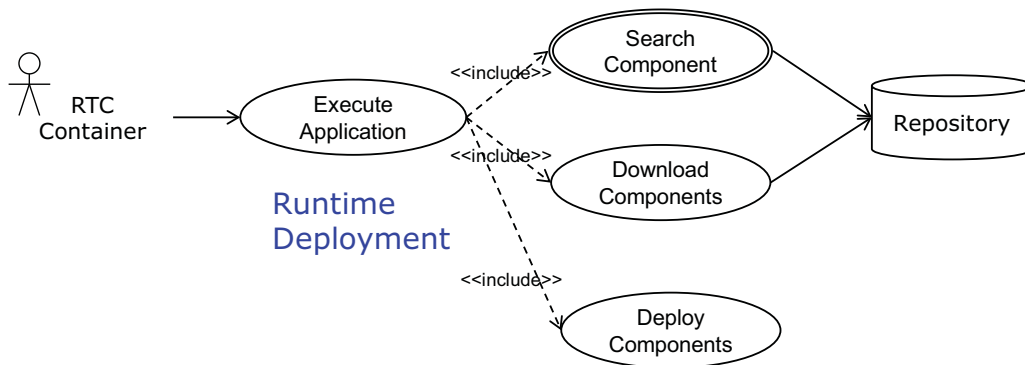 Search
Component
<<include>>
RTC
Container
Execute
Application
Repository
<<include>>
Download
Components
Runtime
Deployment
<<include>>
Deploy
Components